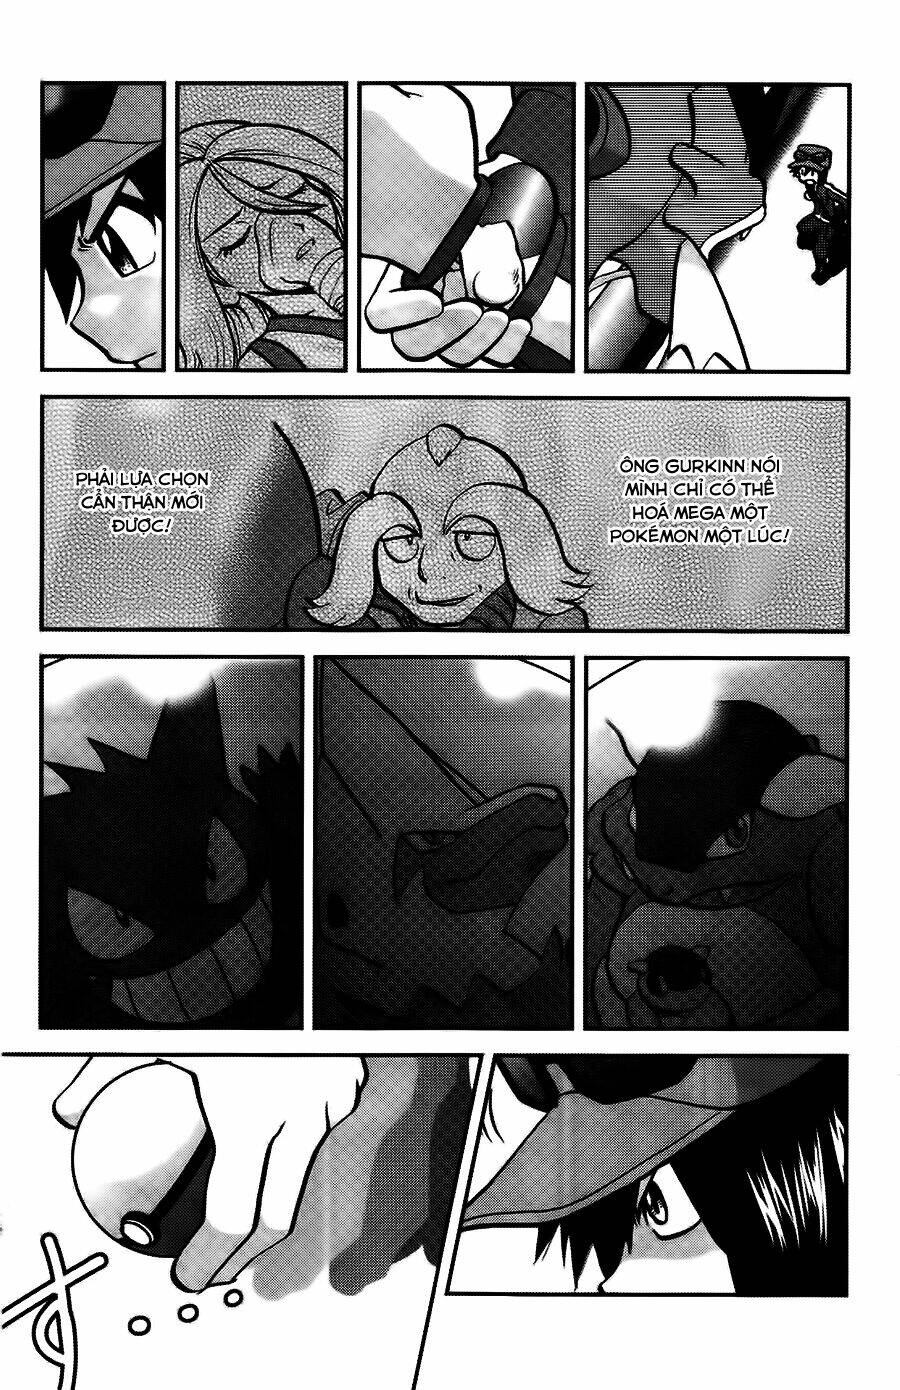 ÔNG GURKINN NÓI
MÌNH CHỈ CÓ THỂ
HOÁ MEGA MỘT
POKÉMON MỘT LÚC!
PHẢI LỰA CHỌN
CẨN THẬN MỚI
ĐƯỢC!
す...